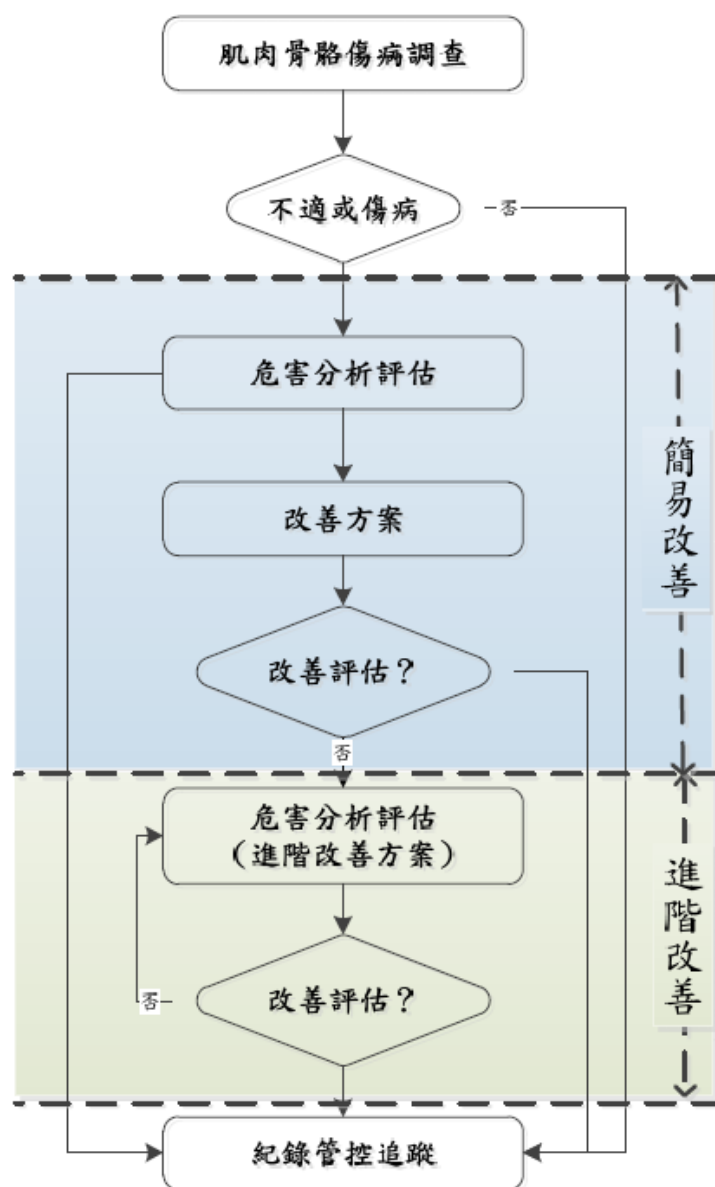 肌肉骨骼傷病調查
不適或傷病
否
危害分析評估
簡易改善
改善方案
改善評估？
否
危害分析評估
（進階改善方案）
進階改善
改善評估？
否
紀錄管控追蹤